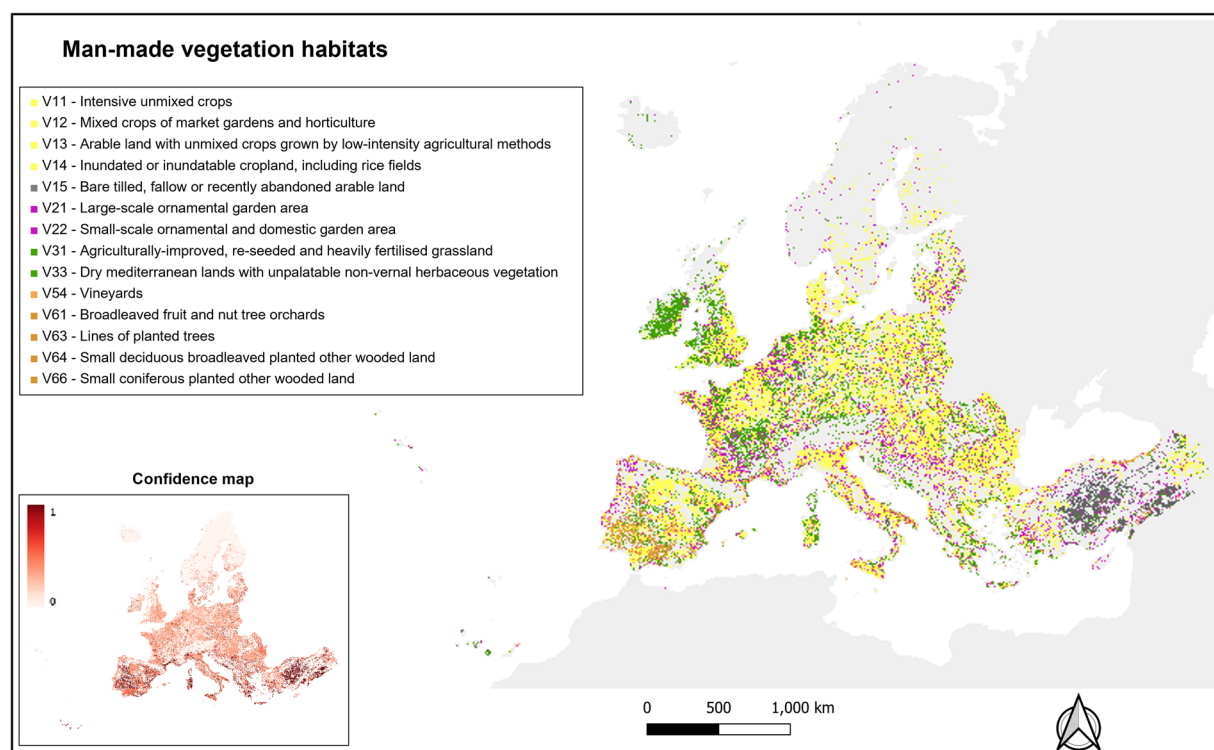 Man-made vegetation habitats
V11 - Intensive unmixed crops
V12 - Mixed crops of market gardens and horticulture
V13 - Arable land with unmixed crops grown by low-intensity agricultural methods
V14 - Inundated or inundatable cropland, including rice fields
V15 - Bare tilled, fallow or recently abandoned arable land
V21 - Large-scale ornamental garden area
V22 - Small-scale ornamental and domestic garden area
V31 - Agriculturally-improved, re-seeded and heavily fertilised grassland
V33 - Dry mediterranean lands with unpalatable non-vernal herbaceous vegetation
V54 - Vineyards
V61 - Broadleaved fruit and nut tree orchards
V63 - Lines of planted trees
V64 - Small deciduous broadleaved planted other wooded land
V66 - Small coniferous planted other wooded land
Confidence map
1
0
0 500 1,000 km